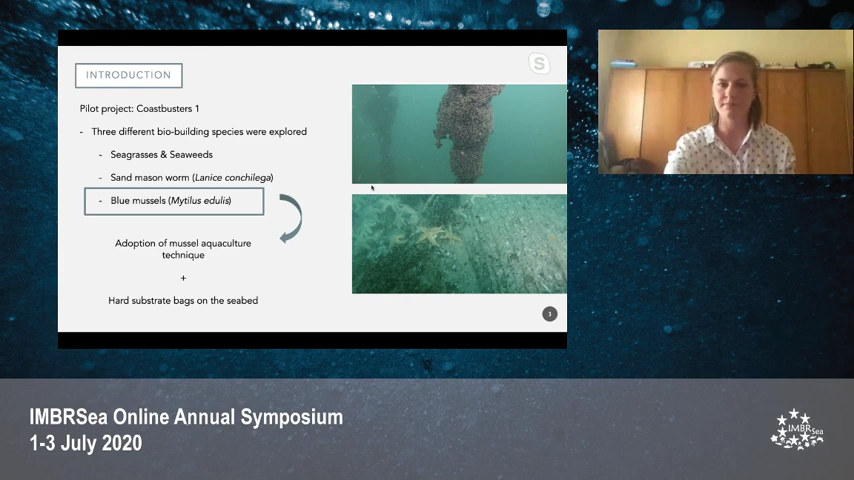 INTRODUCTION
S
Pilot project: Coastbusters 1
- Three different bio-building species were explored
- Seagrasses & Seaweeds
- Sand mason worm (Lanice conchilega)
- Blue mussels (Mytilus edulis)
Adoption of mussel aquaculture
technique
+
Hard substrate bags on the seabed
3
IMBRSea Online Annual Symposium
1-3 July 2020
IMBRSea